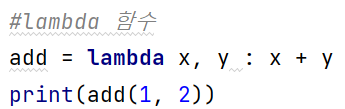 #lambda 함수
add = lambda x, y : x + y
print(add(1, 2))